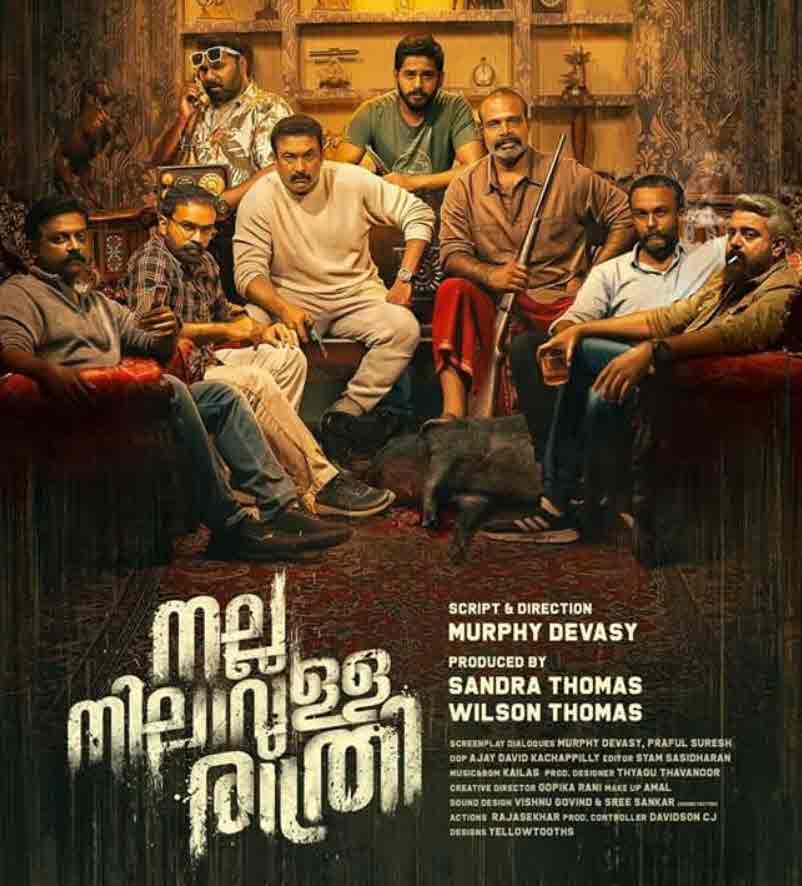 നല്ല
നിലാവുള്ള
രാത്രി
SCRIPT & DIRECTION
MURPHY DEVASY
PRODUCED BY
SANDRA THOMAS
WILSON THOMAS
SCREENPLAY DIALOGUES MURPHY DEVASY, PRAFUL SURESH
DOP AJAY DAVID KACHAPPILLY EDITOR SYAM SASIDHARAN
MUSIC&BGM KAILAS PROD. DESIGNER THYAGU THAVANOOR
CREATIVE DIRECTOR GOPIKA RANI MAKE UP AMAL
SOUND DESIGN VISHNU GOVIND & SREE SANKAR
ACTIONS RAJASEKHAR PROD. CONTROLLER DAVIDSON CJ
DESIGNS YELLOWTOOTHS